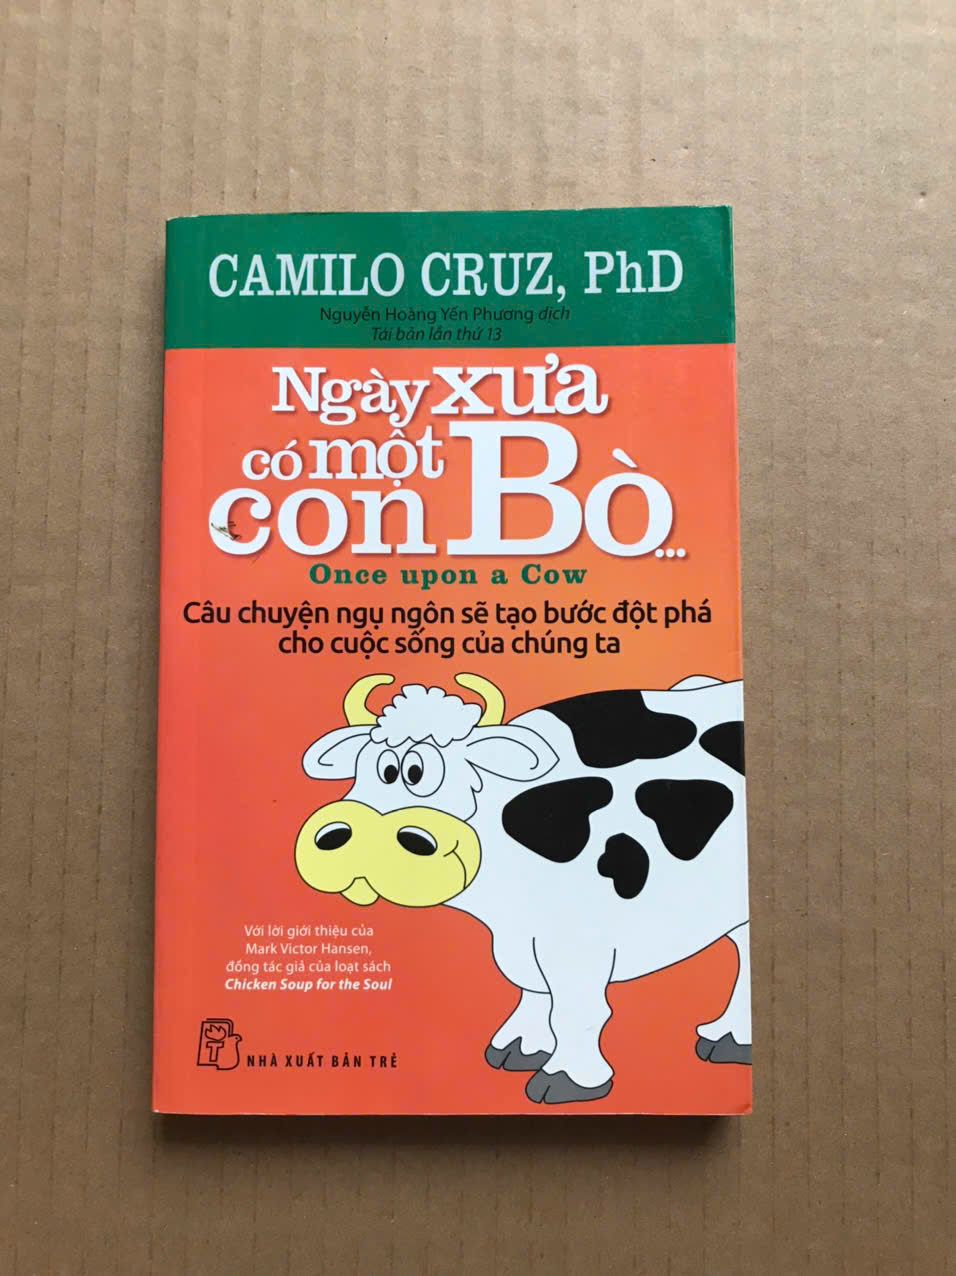 CAMILO CRUZ, PhD
Nguyễn Hoàng Yến Phương dịch
Tái bản lần thứ 13
Ngày xưa
có một
con Bò...
Once upon a Cow
Câu chuyện ngụ ngôn sẽ tạo bước đột phá
cho cuộc sống của chúng ta
Với lời giới thiệu của
Mark Victor Hansen,
đồng tác giả của loạt sách
Chicken Soup for the Soul
T
NHÀ XUẤT BẢN TRẺ